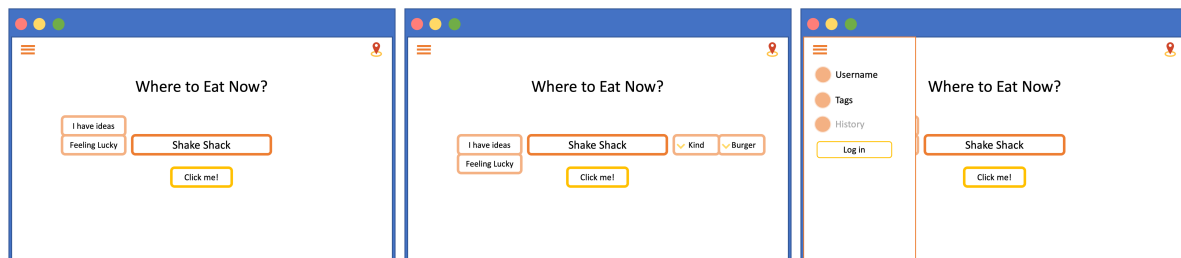 Where to Eat Now?
I have ideas
Feeling Lucky
Shake Shack
Click me!
Where to Eat Now?
I have ideas
Shake Shack
Kind
Burger
Feeling Lucky
Click me!
Username
Tags
History
Log in
Where to Eat Now?
Shake Shack
Click me!